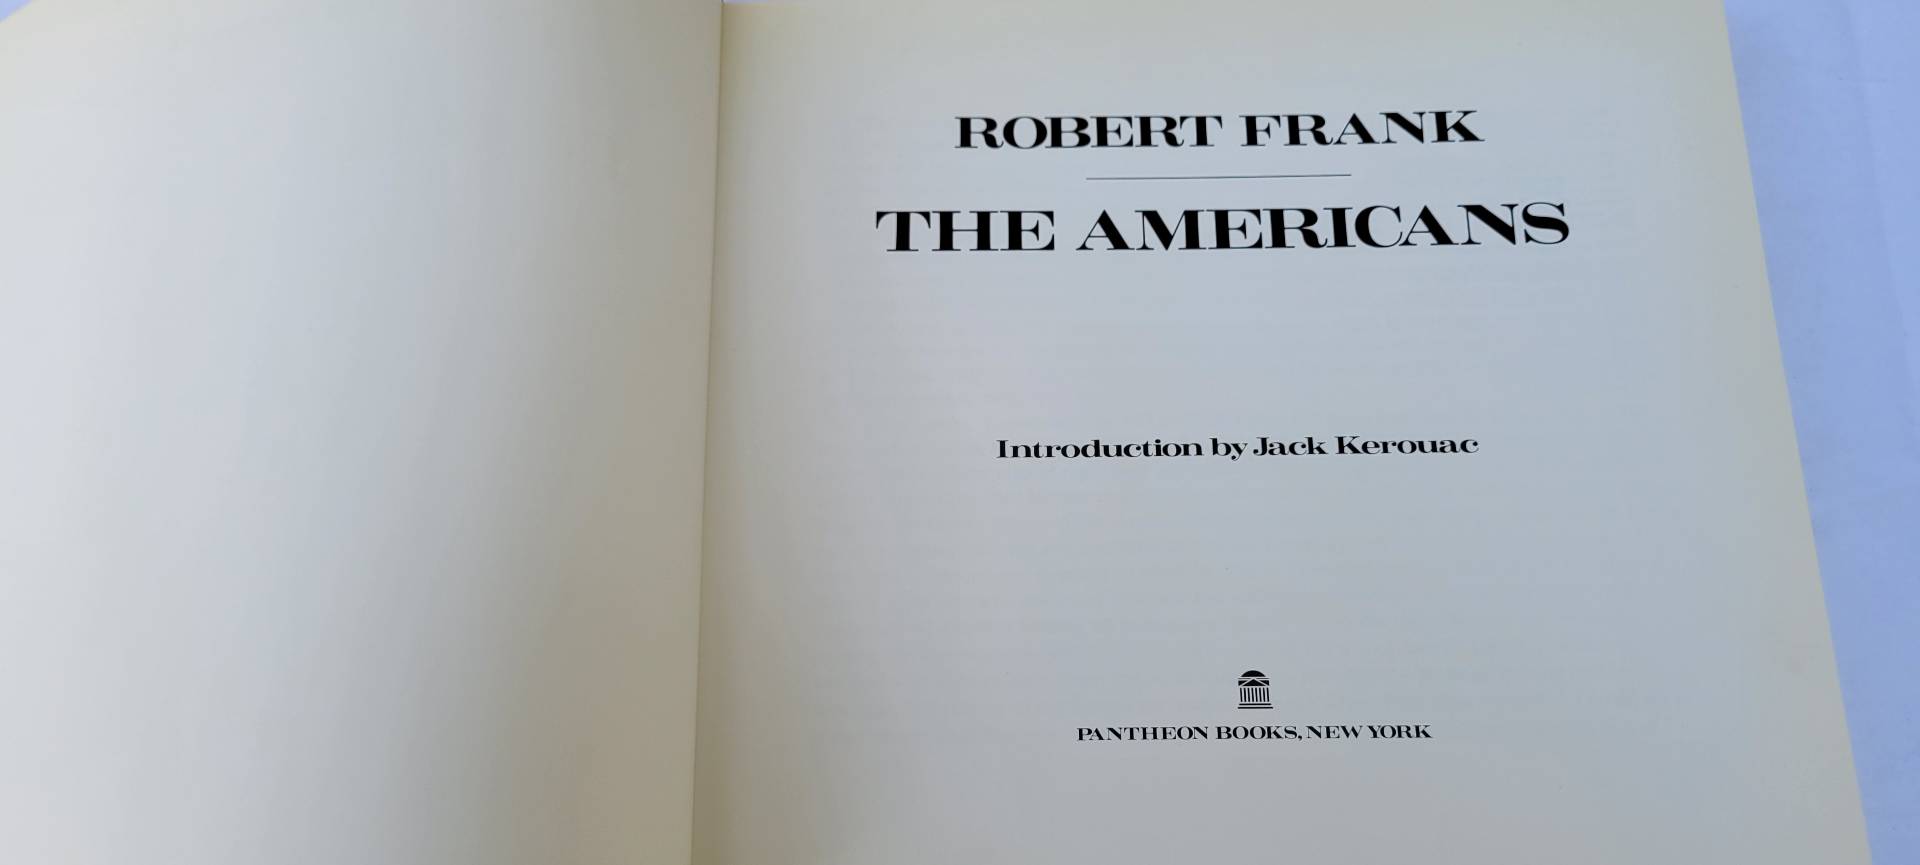 ROBERT FRANK
THE AMERICANS
Introduction by Jack Kerouac
PANTHEON BOOKS, NEW YORK